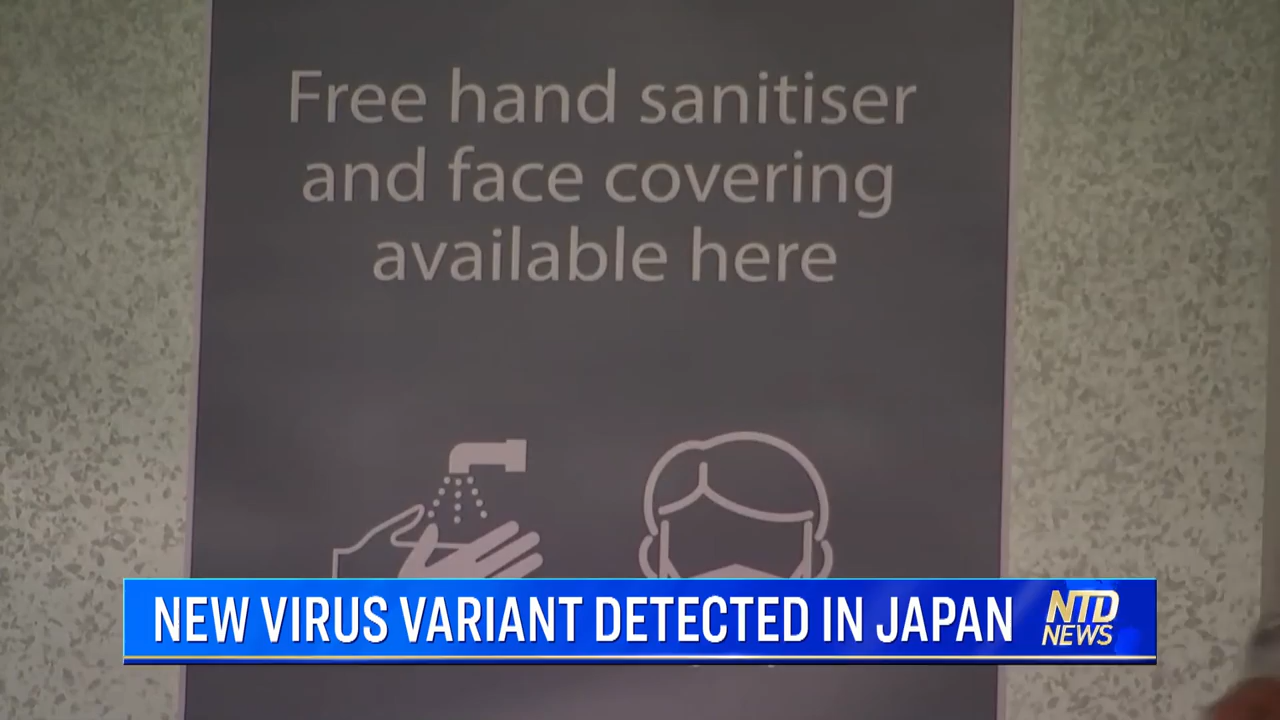 Free hand sanitiser
and face covering
available here
NEW VIRUS VARIANT DETECTED IN JAPAN
NTD
NEWS